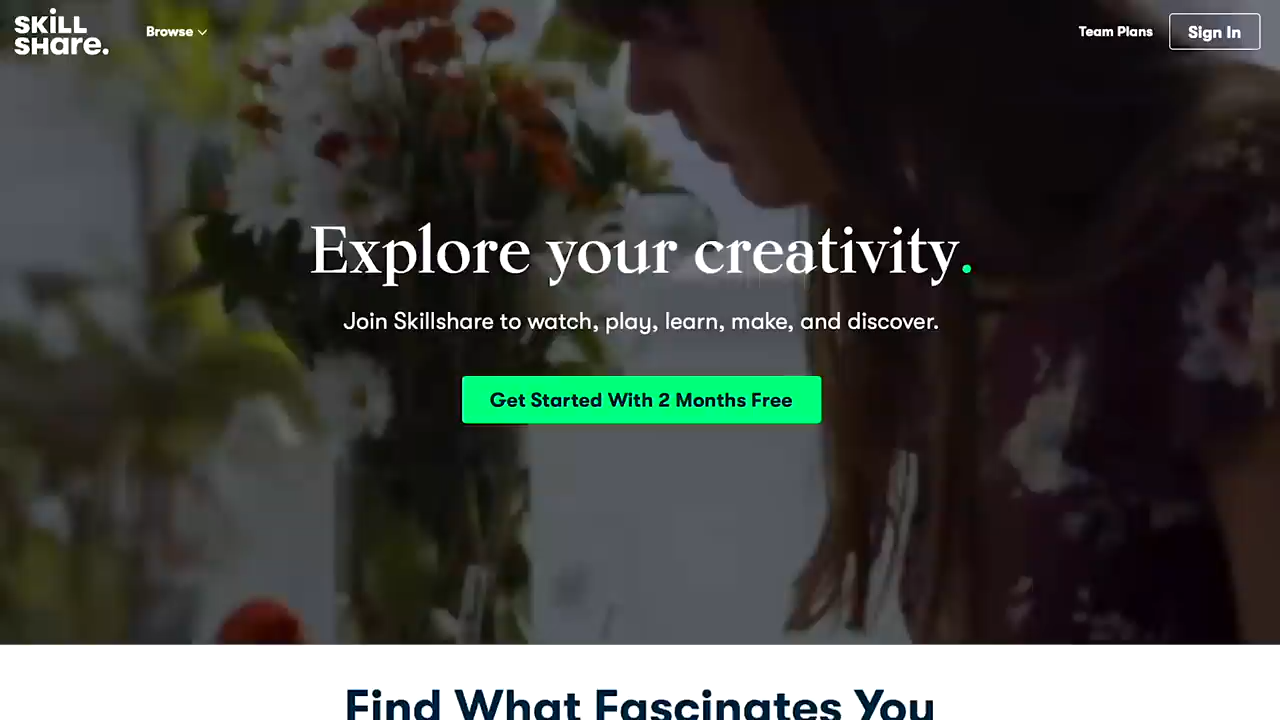 SKiLL
SHare.
Browse
Team Plans
Sign In
Explore your creativity.
Join Skillshare to watch, play, learn, make, and discover.
Get Started With 2 Months Free
Find What Fascinates You